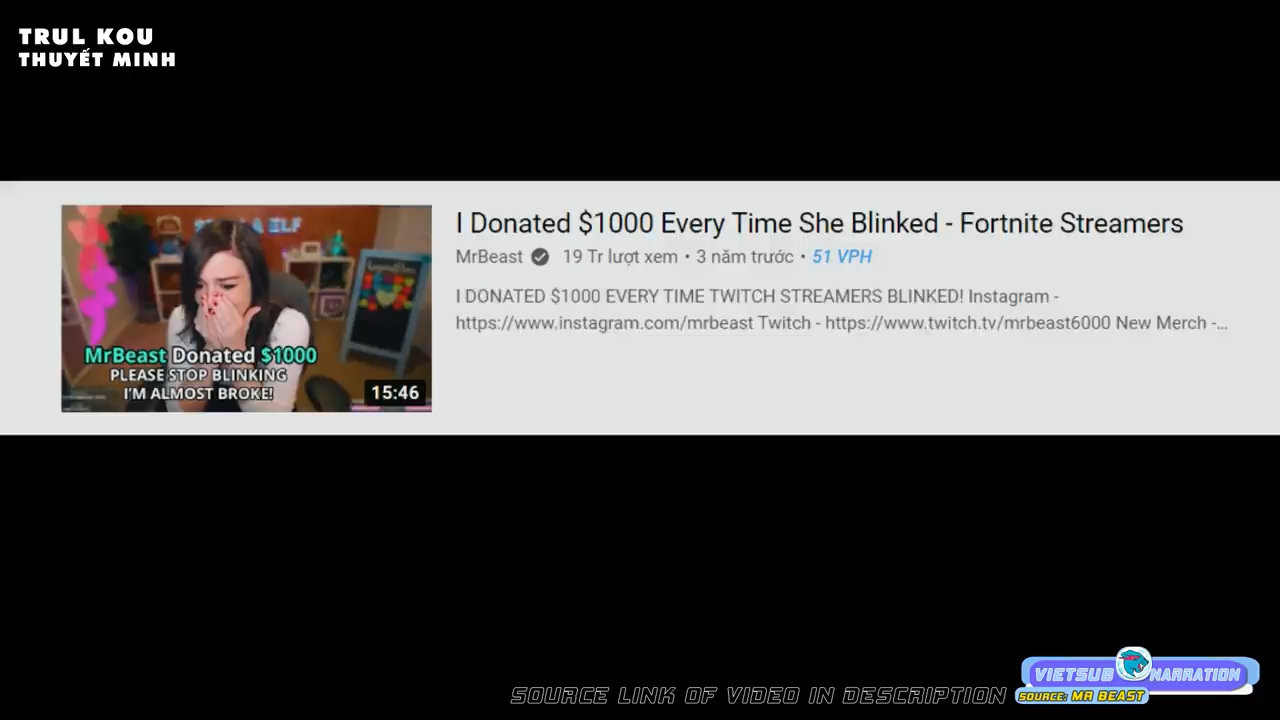 TRUL KOU
THUYẾT MINH
I Donated $1000 Every Time She Blinked - Fortnite Streamers
MrBeast 19 Tr lượt xem • 3 năm trước • 51 VPH
I DONATED $1000 EVERY TIME TWITCH STREAMERS BLINKED! Instagram -
https://www.instagram.com/mrbeast Twitch - https://www.twitch.tv/mrbeast6000 New Merch -...
MrBeast Donated $1000
PLEASE STOP BLINKING
I'M ALMOST BROKE!
15:46
VIETSUB NARRATION
SOURCE: MR BEAST
SOURCE LINK OF VIDEO IN DESCRIPTION